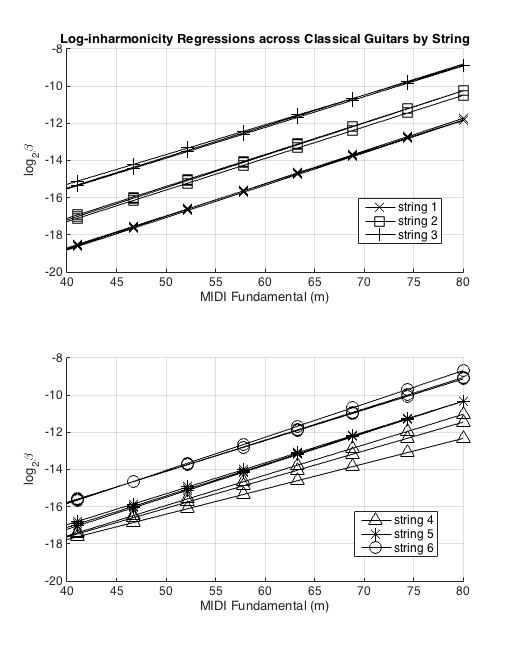 Log-inharmonicity Regressions across Classical Guitars by String
-8
-10
-12
-14
-16
-18
-20
log₂β
string 1
string 2
string 3
40 45 50 55 60 65 70 75 80
MIDI Fundamental (m)
-8
-10
-12
-14
-16
-18
-20
log₂β
string 4
string 5
string 6
40 45 50 55 60 65 70 75 80
MIDI Fundamental (m)